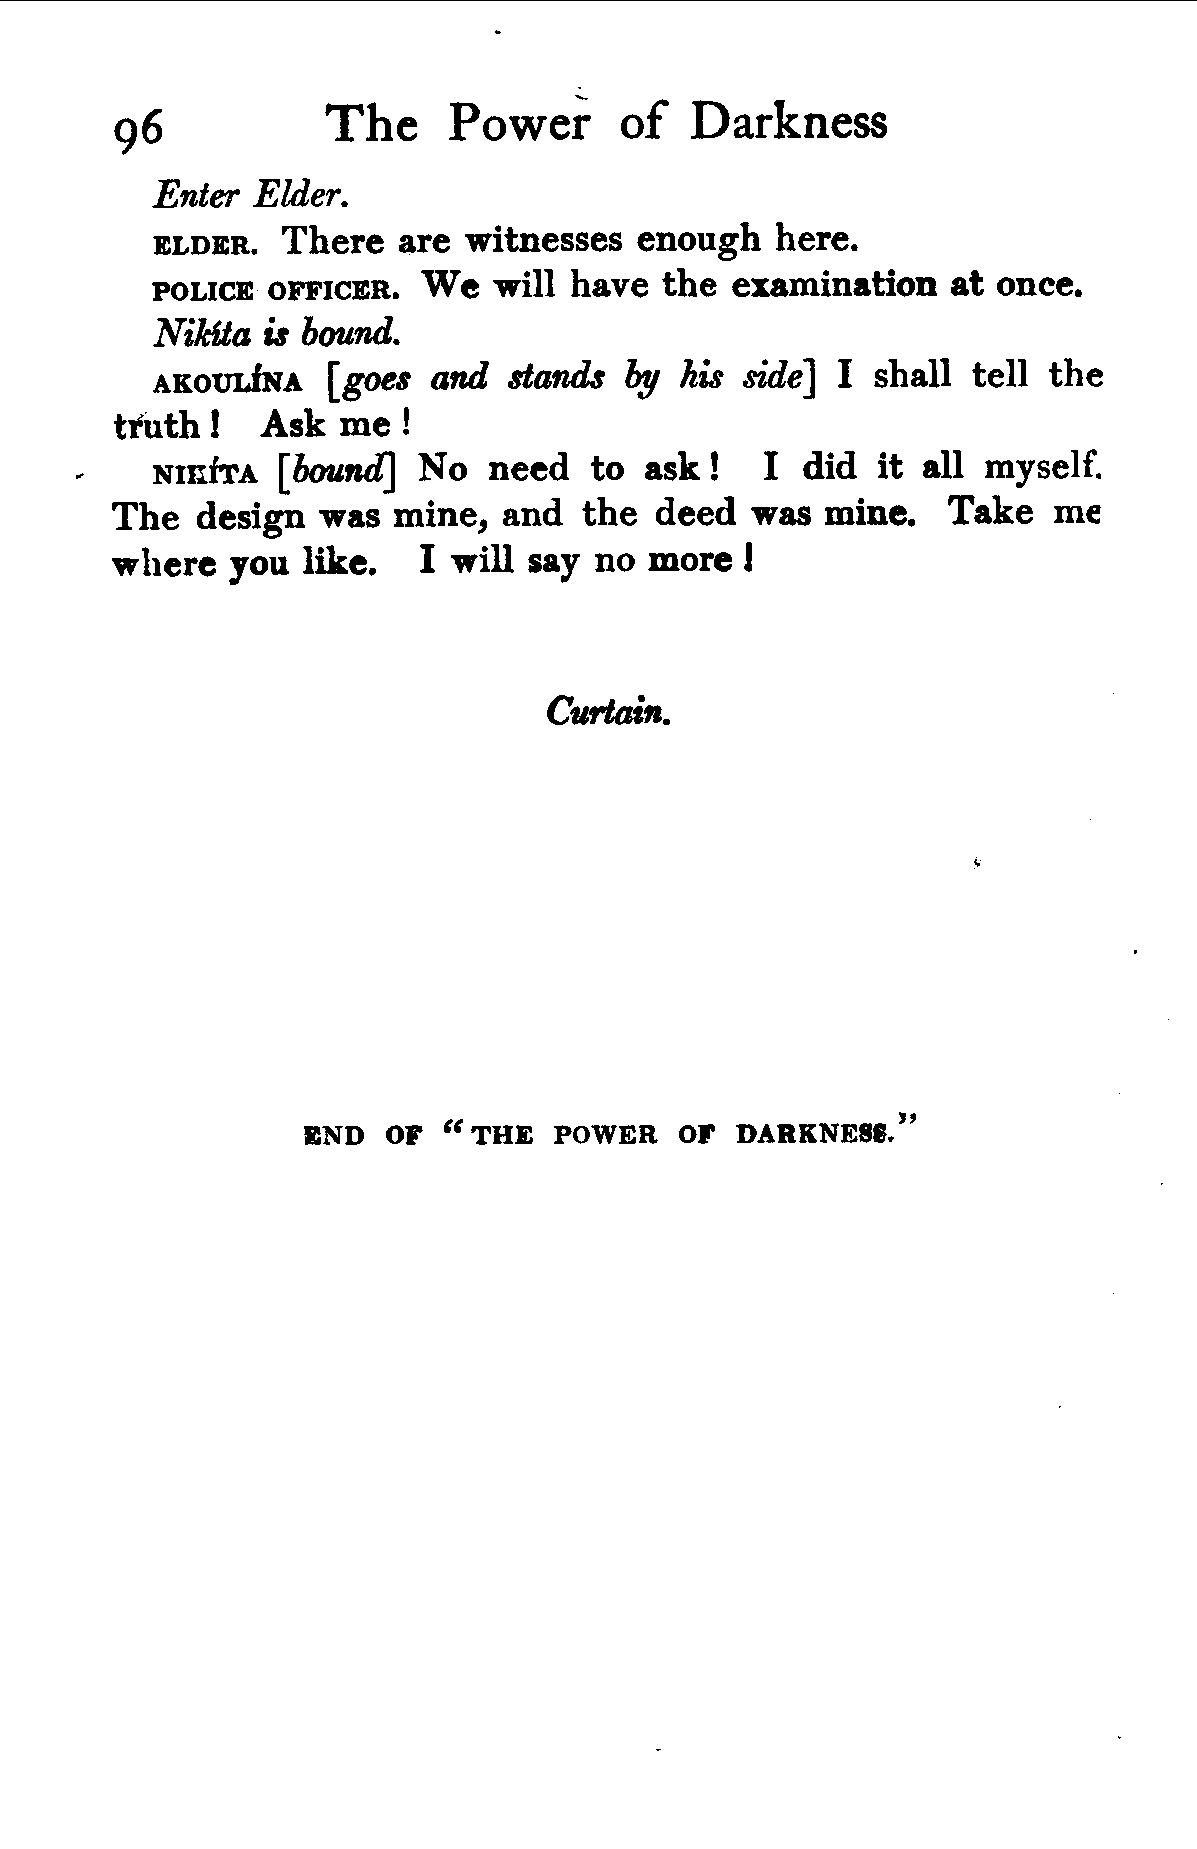 96 The Power of Darkness
Enter Elder.
ELDER. There are witnesses enough here.
POLICE OFFICER. We will have the examination at once.
Nikíta is bound.
AKOULÍNA [goes and stands by his side] I shall tell the
truth! Ask me!
NIKÍTA [bound] No need to ask! I did it all myself.
The design was mine, and the deed was mine. Take me
where you like. I will say no more!
Curtain.
END OF "THE POWER OF DARKNESS."